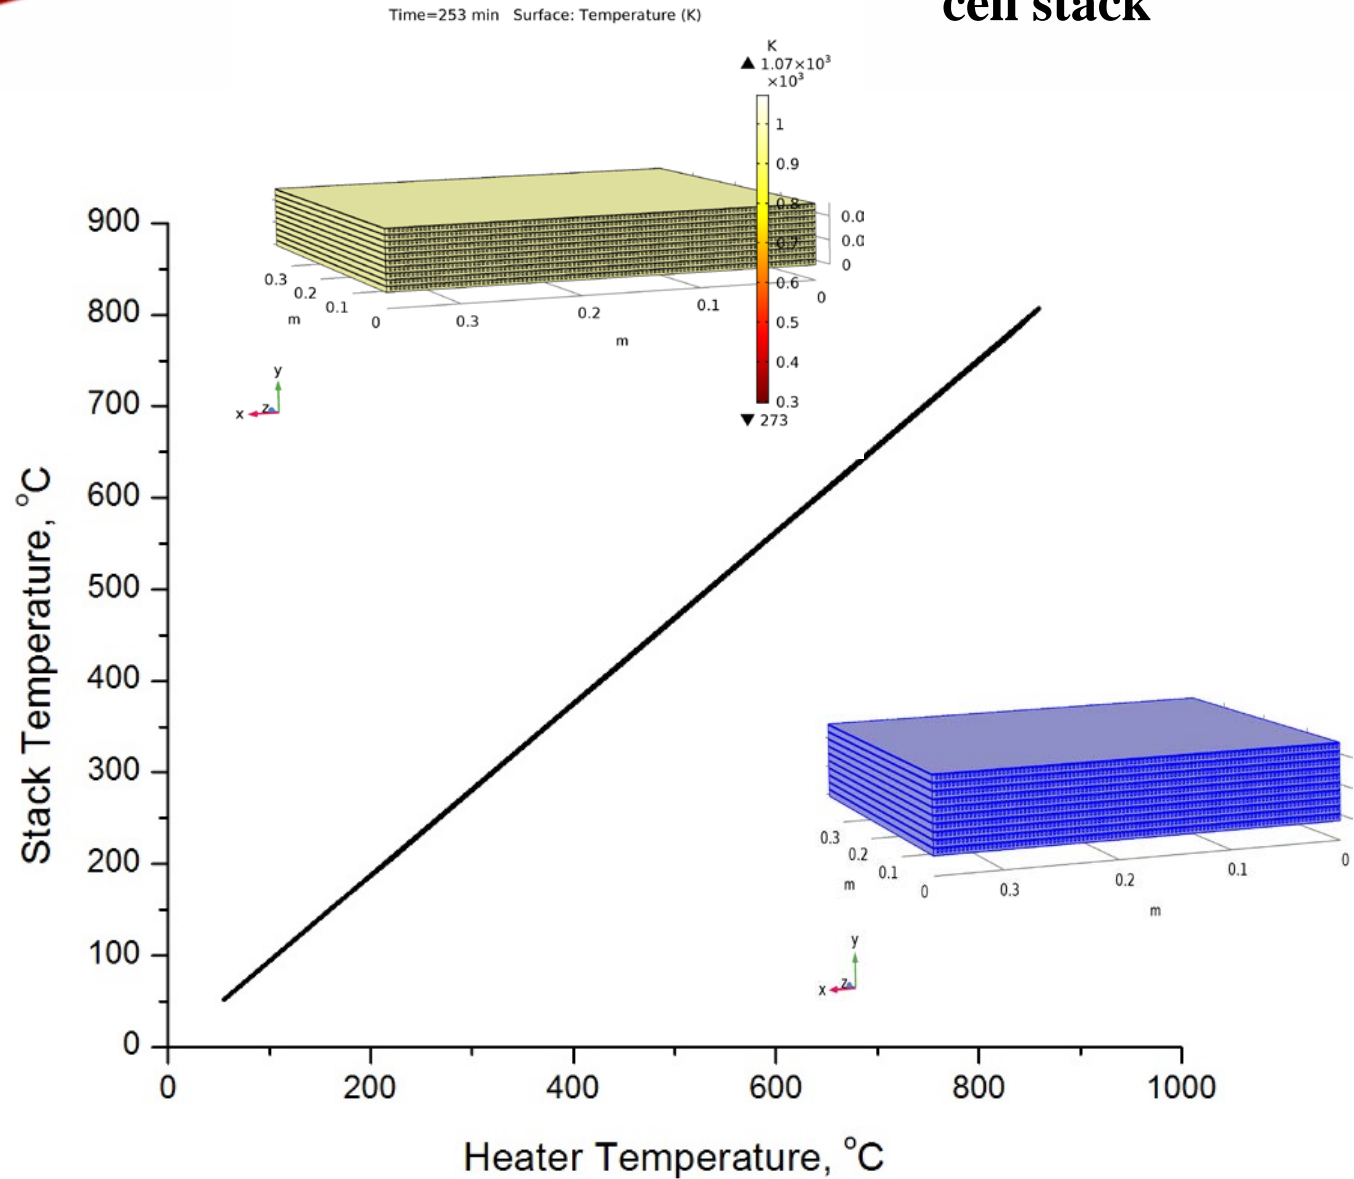 cell stack
Time=253 min Surface: Temperature (K)
K
▲ 1.07×10³
×10³
1
0.9
0.8
0.7
0.6
0.5
0.4
0.3
▼ 273
0
0.3
0.2
0.1
0
m
0.3
0.2
0.1
0
m
y
x
z
900
800
700
600
500
400
300
200
100
0
Stack Temperature, °C
0.3
0.2
0.1
0
m
0.3
0.2
0.1
0
m
y
x
z
0
200
400
600
800
1000
Heater Temperature, °C